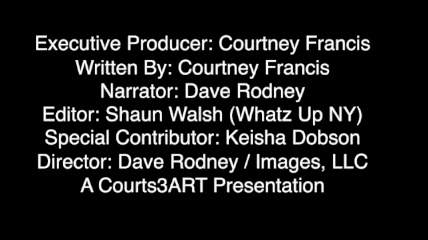 Executive Producer: Courtney Francis
Written By: Courtney Francis
Narrator: Dave Rodney
Editor: Shaun Walsh (Whatz Up NY)
Special Contributor: Keisha Dobson
Director: Dave Rodney / Images, LLC
A Courts3ART Presentation